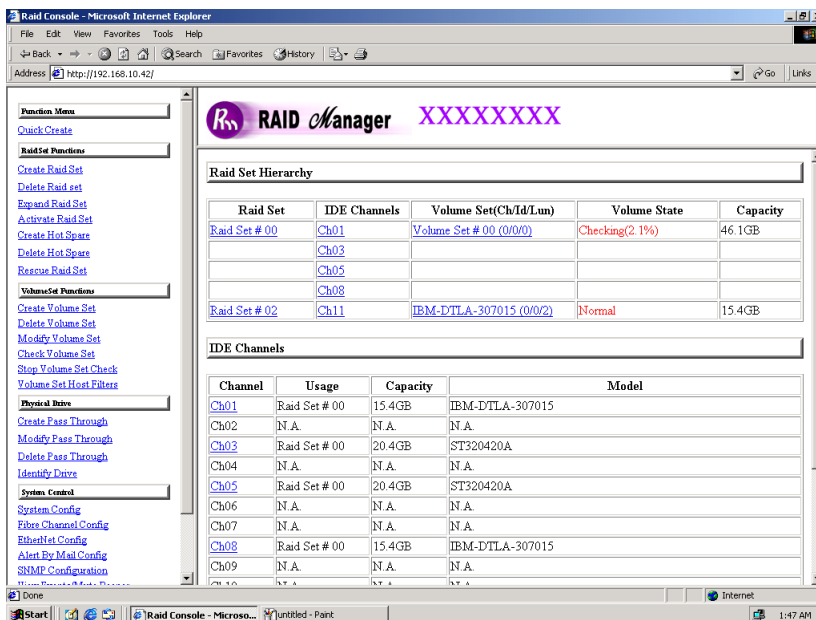 Raid Console - Microsoft Internet Explorer
File Edit View Favorites Tools Help
Back Search Favorites History
Address http://192.168.10.42/ Go Links
Function Menu
Quick Create
RaidSet Functions
Create Raid Set
Delete Raid set
Expand Raid Set
Activate Raid Set
Create Hot Spare
Delete Hot Spare
Rescue Raid Set
VolumeSet Functions
Create Volume Set
Delete Volume Set
Modify Volume Set
Check Volume Set
Stop Volume Set Check
Volume Set Host Filters
Physical Drive
Create Pass Through
Modify Pass Through
Delete Pass Through
Identify Drive
System Control
System Config
Fibre Channel Config
EtherNet Config
Alert By Mail Config
SNMP Configuration
Rm RAID Manager XXXXXXXX
Raid Set Hierarchy
Raid Set IDE Channels Volume Set(Ch/Id/Lun) Volume State Capacity
Raid Set # 00 Ch01 Volume Set # 00 (0/0/0) Checking(2.1%) 46.1GB
Ch03
Ch05
Ch08
Raid Set # 02 Ch11 IBM-DTLA-307015 (0/0/2) Normal 15.4GB
IDE Channels
Channel Usage Capacity Model
Ch01 Raid Set # 00 15.4GB IBM-DTLA-307015
Ch02 N.A. N.A. N.A.
Ch03 Raid Set # 00 20.4GB ST320420A
Ch04 N.A. N.A. N.A.
Ch05 Raid Set # 00 20.4GB ST320420A
Ch06 N.A. N.A. N.A.
Ch07 N.A. N.A. N.A.
Ch08 Raid Set # 00 15.4GB IBM-DTLA-307015
Ch09 N.A. N.A. N.A.
Done Internet
Start Raid Console - Microso... untitled - Paint 1:47 AM